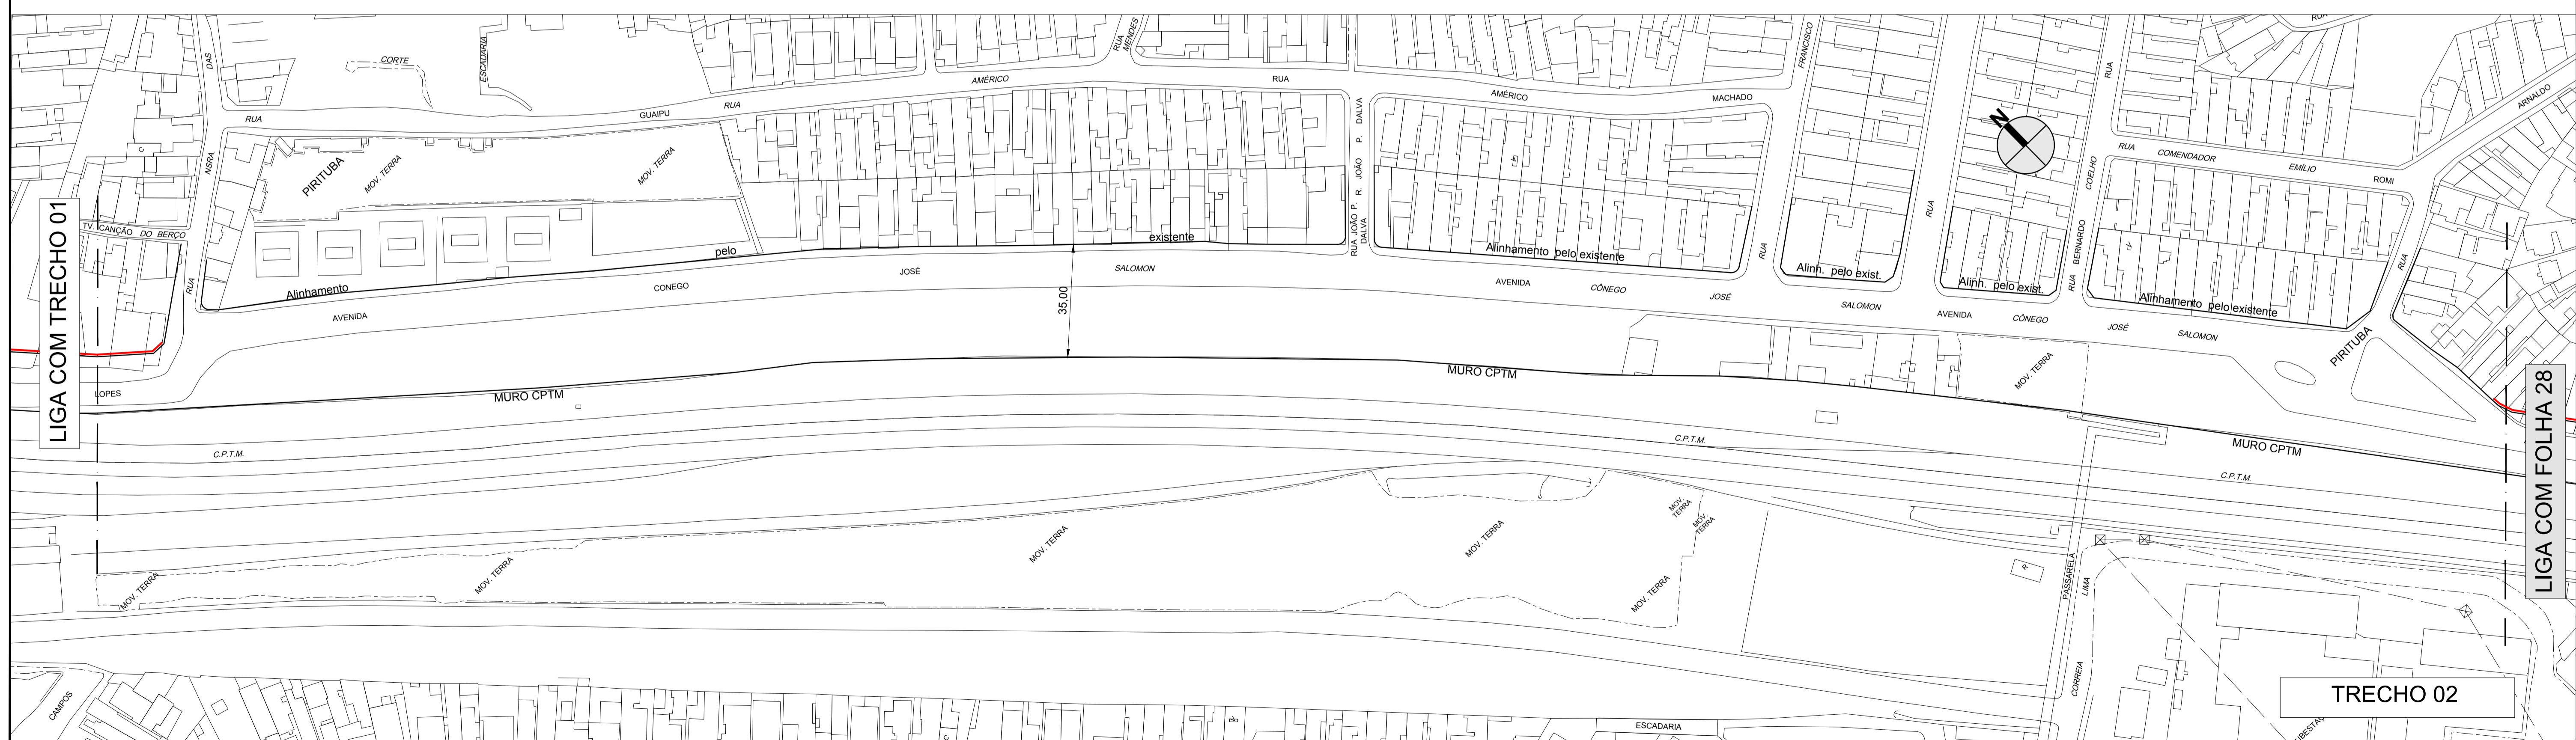 DAS
CORTE
ESCADARIA
RUA MENDES
AMÉRICO
RUA
FRANCISCO
RUA
AMÉRICO
MACHADO
ARNALDO
RUA
RUA
GUAIPU
RUA
NSRA.
PIRITUBA
MOV. TERRA
MOV. TERRA
RUA JOÃO P. R. JOÃO P. DALVA
DALVA
N
COELHO
RUA
COMENDADOR
EMÍLIO
ROMI
LIGA COM TRECHO 01
TV. CANÇÃO DO BERÇO
RUA
Alinhamento
pelo
existente
Alinhamento pelo existente
Alinh. pelo exist.
Alinh. pelo exist.
Alinhamento pelo existente
RUA
RUA
RUA BERNARDO
RUA
AVENIDA
CONEGO
JOSÉ
SALOMON
AVENIDA
CÔNEGO
JOSÉ
SALOMON
AVENIDA
CÔNEGO
JOSÉ
SALOMON
PIRITUBA
35.00
LOPES
MURO CPTM
MURO CPTM
MOV. TERRA
MURO CPTM
C.P.T.M.
C.P.T.M.
C.P.T.M.
LIGA COM FOLHA 28
MOV. TERRA
MOV. TERRA
MOV. TERRA
MOV. TERRA
MOV.
TERRA
MOV.
TERRA
MOV. TERRA
R
PASSARELA
LIMA
CORREIA
CAMPOS
ESCADARIA
C
C
TRECHO 02